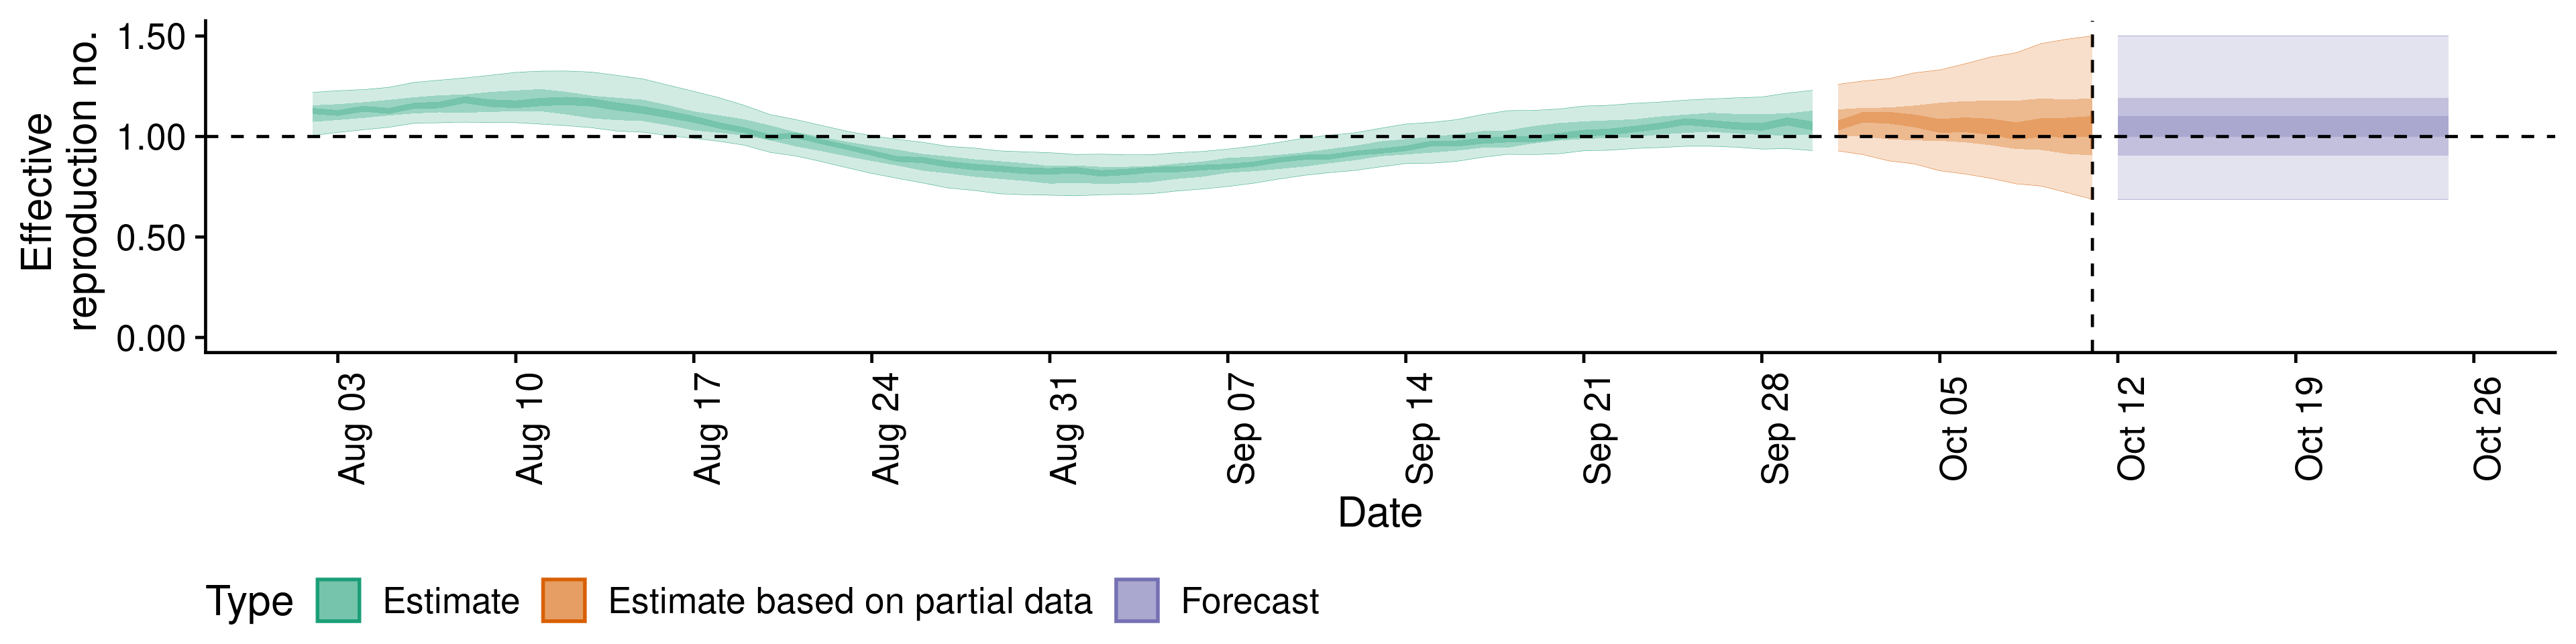 Effective
reproduction no.
1.50
1.00
0.50
0.00
Aug 03
Aug 10
Aug 17
Aug 24
Aug 31
Sep 07
Sep 14
Sep 21
Sep 28
Oct 05
Oct 12
Oct 19
Oct 26
Date
Type Estimate Estimate based on partial data Forecast